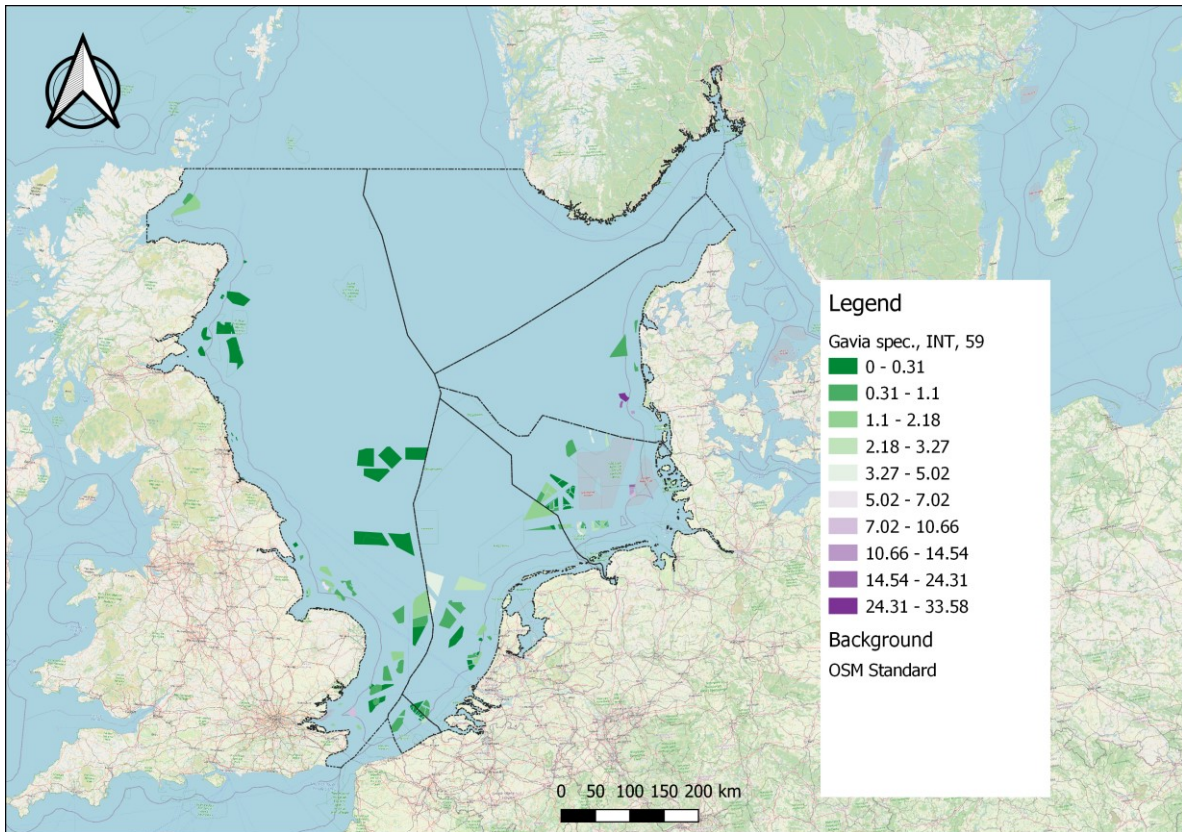 Legend
Gavia spec., INT, 59
0 - 0.31
0.31 - 1.1
1.1 - 2.18
2.18 - 3.27
3.27 - 5.02
5.02 - 7.02
7.02 - 10.66
10.66 - 14.54
14.54 - 24.31
24.31 - 33.58
Background
OSM Standard
0 50 100 150 200 km